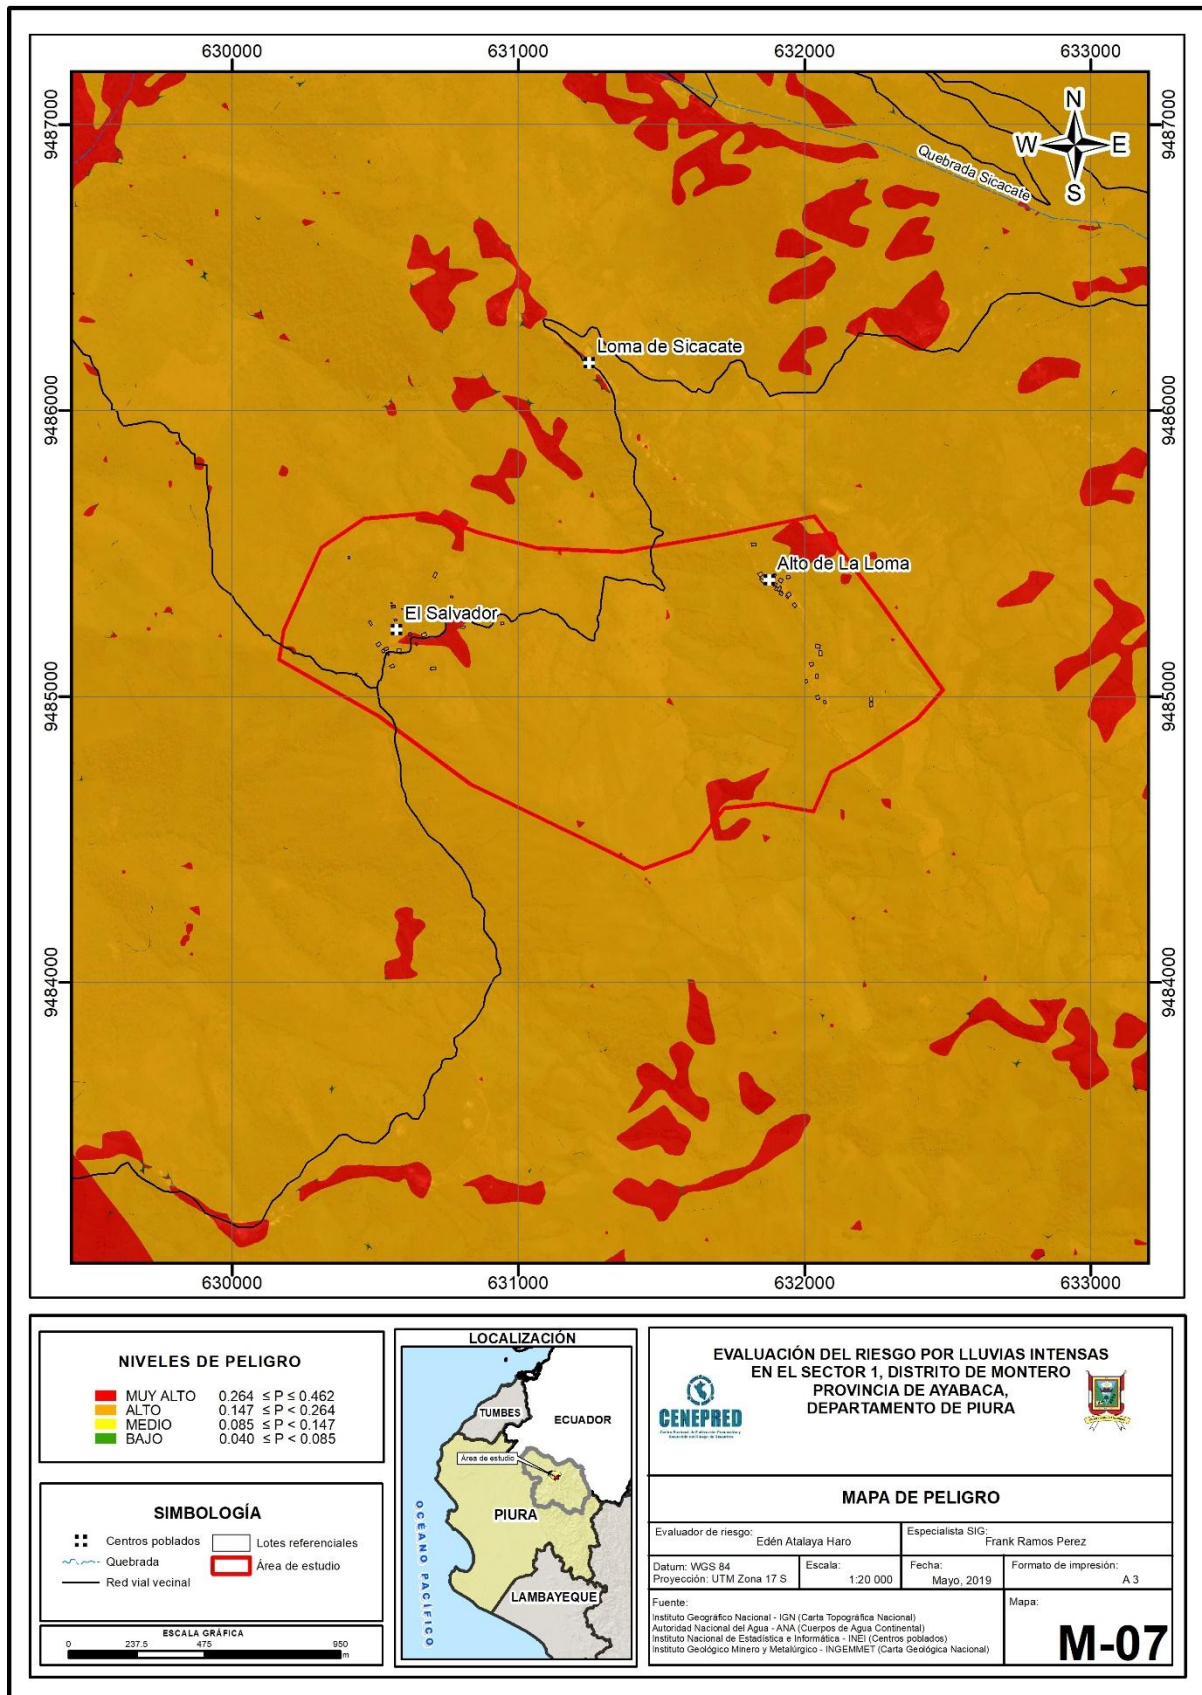 630000 631000 632000 633000
9487000 9487000
9486000 9486000
9485000 9485000
9484000 9484000
N
W E
S
Quebrada Sicacate
Loma de Sicacate
Alto de La Loma
El Salvador
630000 631000 632000 633000
NIVELES DE PELIGRO
MUY ALTO 0.264 ≤ P ≤ 0.462
ALTO 0.147 ≤ P < 0.264
MEDIO 0.085 ≤ P < 0.147
BAJO 0.040 ≤ P < 0.085
SIMBOLOGÍA
Centros poblados
Quebrada
Red vial vecinal
Lotes referenciales
Área de estudio
ESCALA GRÁFICA
0 237.5 475 950
m
LOCALIZACIÓN
TUMBES
ECUADOR
Área de estudio
PIURA
OCEANO PACÍFICO
LAMBAYEQUE
EVALUACIÓN DEL RIESGO POR LLUVIAS INTENSAS
EN EL SECTOR 1, DISTRITO DE MONTERO
PROVINCIA DE AYABACA,
DEPARTAMENTO DE PIURA
CENEPRED
MAPA DE PELIGRO
Evaluador de riesgo:
Edén Atalaya Haro
Especialista SIG:
Frank Ramos Perez
Datum: WGS 84
Proyección: UTM Zona 17 S
Escala:
1:20 000
Fecha:
Mayo, 2019
Formato de impresión:
A 3
Fuente:
Instituto Geográfico Nacional - IGN (Carta Topográfica Nacional)
Autoridad Nacional del Agua - ANA (Cuerpos de Agua Continental)
Instituto Nacional de Estadística e Informática - INEI (Centros poblados)
Instituto Geológico Minero y Metalúrgico - INGEMMET (Carta Geológica Nacional)
Mapa:
M-07